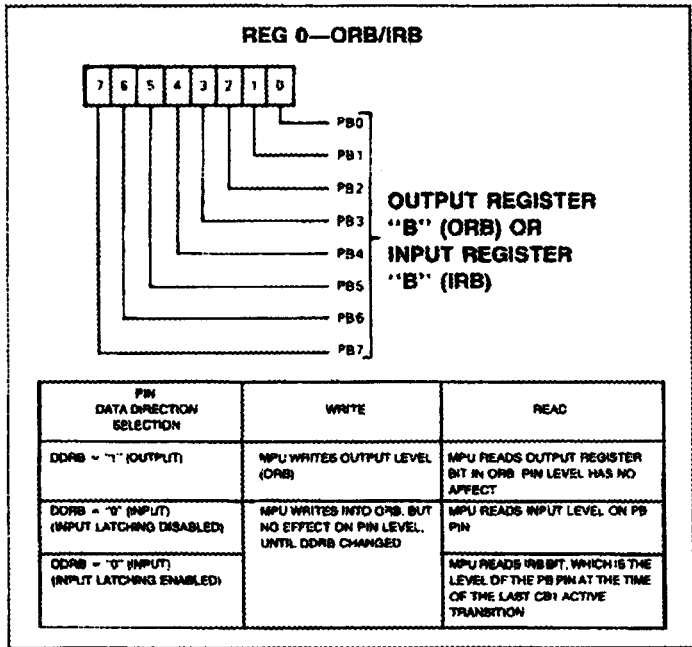 REG 0—ORB/IRB
7 6 5 4 3 2 1 0
PB0
PB1
PB2
PB3
PB4
PB5
PB6
PB7
OUTPUT REGISTER
"B" (ORB) OR
INPUT REGISTER
"B" (IRB)
PIN
DATA DIRECTION
SELECTION
WRITE
READ
DDRB = "1" (OUTPUT)
MPU WRITES OUTPUT LEVEL
(ORB)
MPU READS OUTPUT REGISTER
BIT IN ORB. PIN LEVEL HAS NO
AFFECT
DDRB = "0" (INPUT)
(INPUT LATCHING DISABLED)
MPU WRITES INTO ORB, BUT
NO EFFECT ON PIN LEVEL,
UNTIL DDRB CHANGED
MPU READS INPUT LEVEL ON PB
PIN
DDRB = "0" (INPUT)
(INPUT LATCHING ENABLED)
MPU READS IRB BIT, WHICH IS THE
LEVEL OF THE PB PIN AT THE TIME
OF THE LAST CB1 ACTIVE
TRANSITION